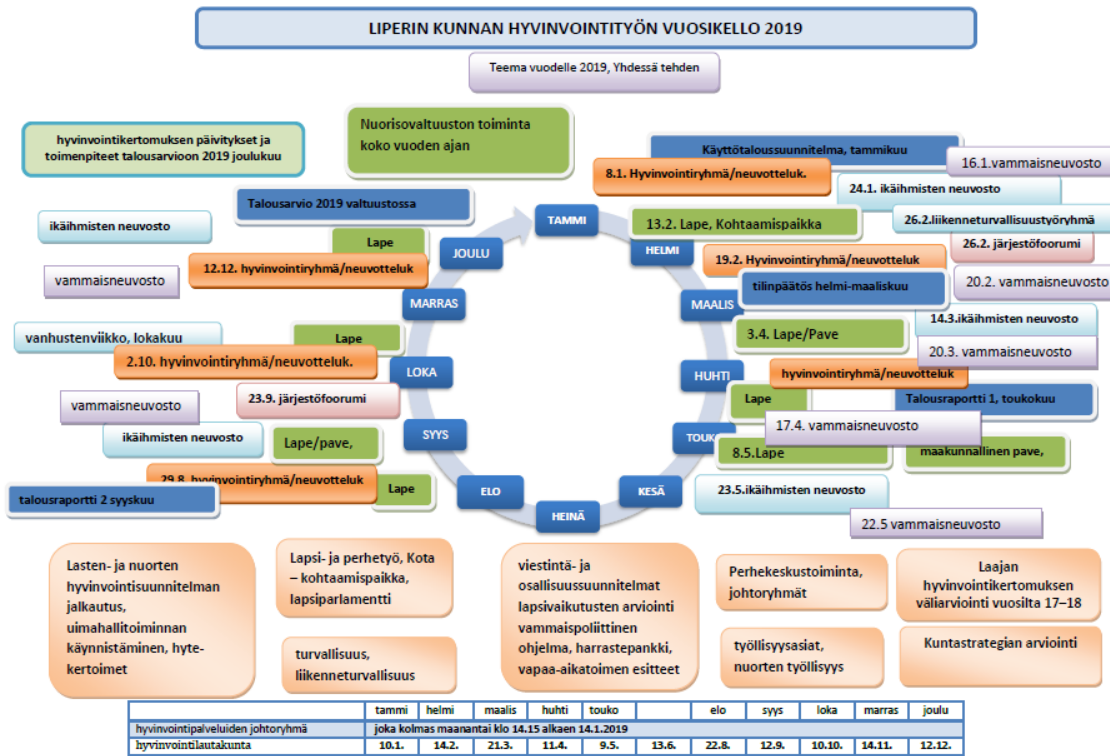 LIPERIN KUNNAN HYVINVOINTITYÖN VUOSIKELLO 2019
Teema vuodelle 2019, Yhdessä tehden
hyvinvointikertomuksen päivitykset ja
toimenpiteet talousarvioon 2019 joulukuu
Nuorisovaltuuston toiminta
koko vuoden ajan
Käyttötaloussuunnitelma, tammikuu
16.1.vammaisneuvosto
8.1. Hyvinvointiryhmä/neuvotteluk.
24.1. ikäihmisten neuvosto
Talousarvio 2019 valtuustossa
13.2. Lape, Kohtaamispaikka
26.2.liikenneturvallisuustyöryhmä
ikäihmisten neuvosto
Lape
26.2. järjestöfoorumi
12.12. hyvinvointiryhmä/neuvotteluk
19.2. Hyvinvointiryhmä/neuvotteluk
vammaisneuvosto
tilinpäätös helmi-maaliskuu
20.2. vammaisneuvosto
14.3.ikäihmisten neuvosto
vanhustenviikko, lokakuu
Lape
3.4. Lape/Pave
20.3. vammaisneuvosto
2.10. hyvinvointiryhmä/neuvotteluk.
hyvinvointiryhmä/neuvotteluk
vammaisneuvosto
23.9. järjestöfoorumi
Lape
Talousraportti 1, toukokuu
17.4. vammaisneuvosto
ikäihmisten neuvosto
Lape/pave,
8.5.Lape
maakunnallinen pave,
29.8. hyvinvointiryhmä/neuvotteluk
Lape
23.5.ikäihmisten neuvosto
talousraportti 2 syyskuu
22.5 vammaisneuvosto
TAMMI
HELMI
MAALIS
HUHTI
TOUKO
KESÄ
HEINÄ
ELO
SYYS
LOKA
MARRAS
JOULU
Lasten- ja nuorten
hyvinvointisuunnitelman
jalkautus,
uimahallitoiminnan
käynnistäminen, hyte-
kertoimet
Lapsi- ja perhetyö, Kota
– kohtaamispaikka,
lapsiparlamentti
turvallisuus,
liikenneturvallisuus
viestintä- ja
osallisuussuunnitelmat
lapsivaikutusten arviointi
vammaispoliittinen
ohjelma, harrastepankki,
vapaa-aikatoimen esitteet
Perhekeskustoiminta,
johtoryhmät
työllisyysasiat,
nuorten työllisyys
Laajan
hyvinvointikertomuksen
väliarviointi vuosilta 17–18
Kuntastrategian arviointi
tammi helmi maalis huhti touko elo syys loka marras joulu
hyvinvointipalveluiden johtoryhmä joka kolmas maanantai klo 14.15 alkaen 14.1.2019
hyvinvointilautakunta 10.1. 14.2. 21.3. 11.4. 9.5. 13.6. 22.8. 12.9. 10.10. 14.11. 12.12.